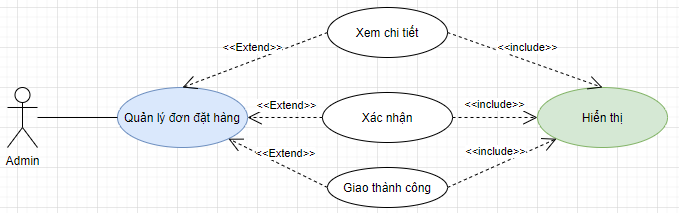 Xem chi tiết
<<Extend>>
<<include>>
Quản lý đơn đặt hàng
<<Extend>>
Xác nhận
<<include>>
Hiển thị
Admin
<<Extend>>
<<include>>
Giao thành công